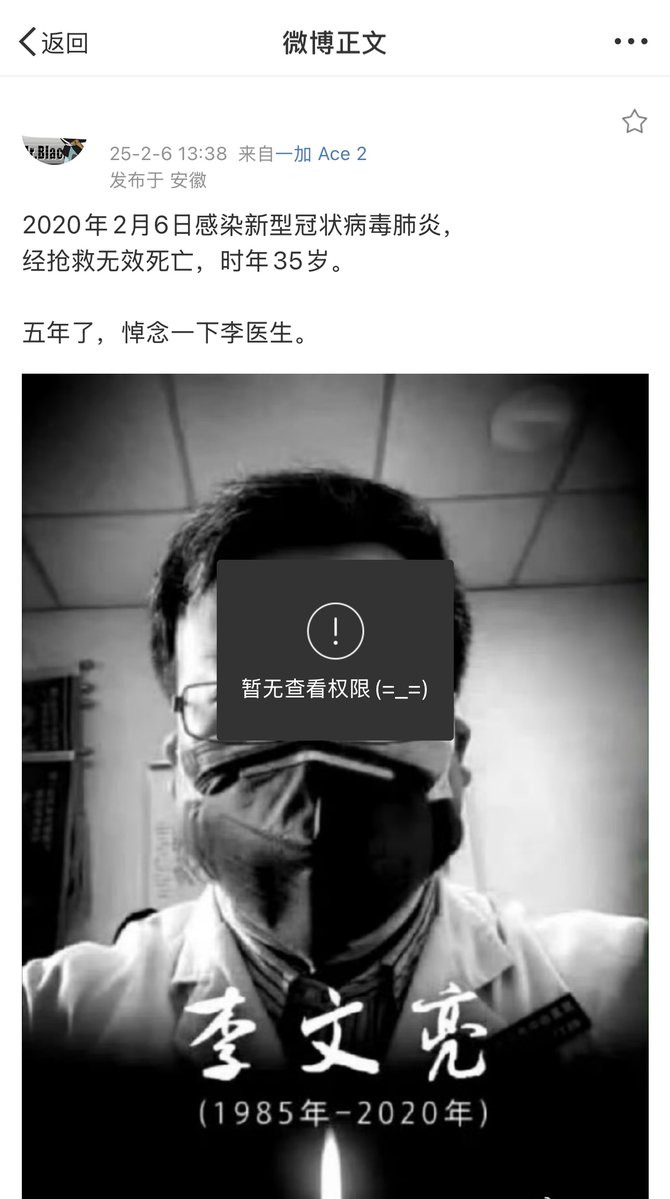 返回
微博正文
r.Blac
25-2-6 13:38 来自一加 Ace 2
发布于 安徽
2020年2月6日感染新型冠状病毒肺炎，
经抢救无效死亡，时年35岁。
五年了，悼念一下李医生。
!
暂无查看权限(=_=)
李文亮
(1985年-2020年)